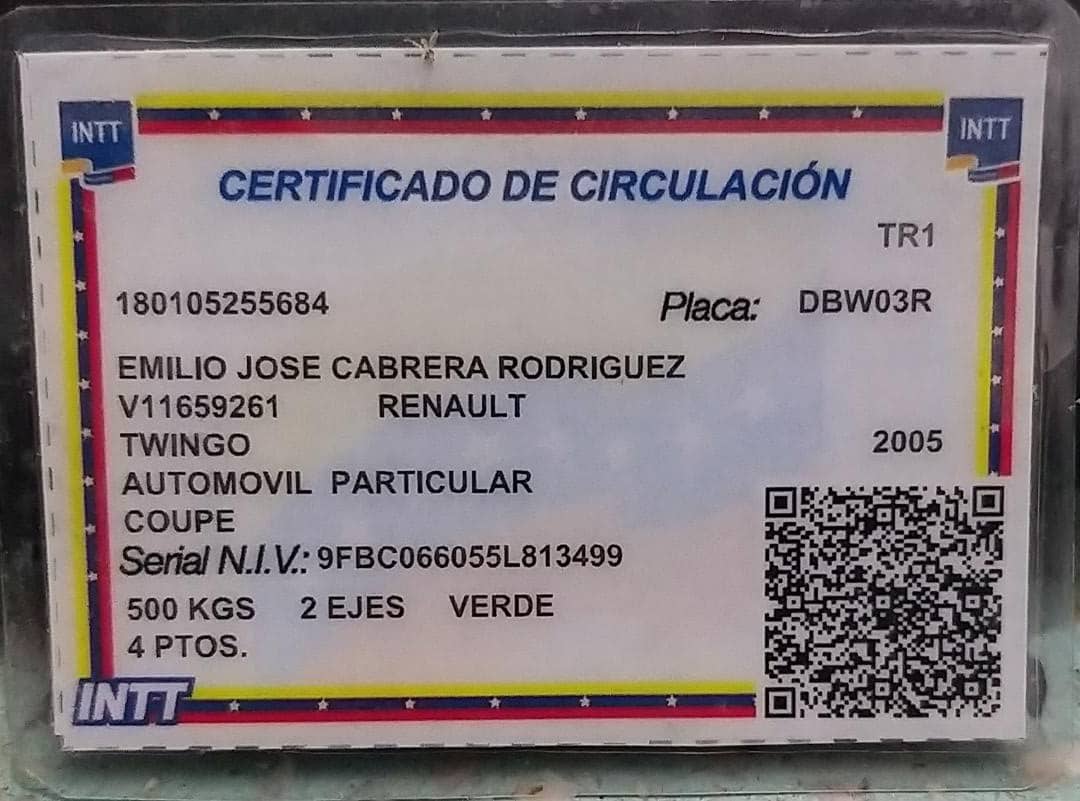 INTT
INTT
CERTIFICADO DE CIRCULACIÓN
TR1
180105255684 Placa: DBW03R
EMILIO JOSE CABRERA RODRIGUEZ
V11659261 RENAULT
TWINGO 2005
AUTOMOVIL PARTICULAR
COUPE
Serial N.I.V.: 9FBC066055L813499
500 KGS 2 EJES VERDE
4 PTOS.
INTT